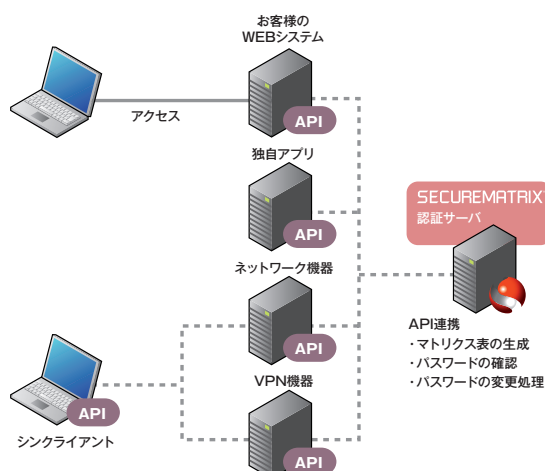 お客様の
WEBシステム
API
アクセス
独自アプリ
API
SECUREMATRIX
認証サーバ
ネットワーク機器
API
API連携
・マトリクス表の生成
・パスワードの確認
・パスワードの変更処理
VPN機器
API
シンクライアント
API